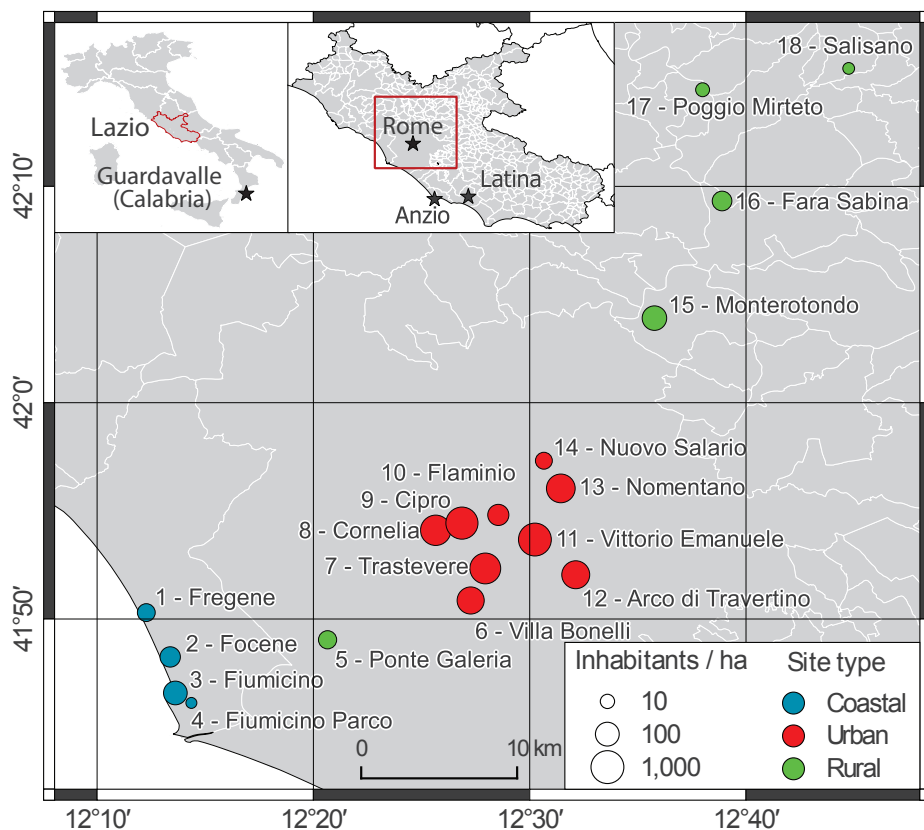 Lazio
Guardavalle
(Calabria)
Rome
Latina
Anzio
18 - Salisano
17 - Poggio Mirteto
16 - Fara Sabina
15 - Monterotondo
14 - Nuovo Salario
10 - Flaminio
13 - Nomentano
9 - Cipro
8 - Cornelia
11 - Vittorio Emanuele
7 - Trastevere
12 - Arco di Travertino
1 - Fregene
6 - Villa Bonelli
2 - Focene
5 - Ponte Galeria
3 - Fiumicino
4 - Fiumicino Parco
Inhabitants / ha
10
100
1,000
Site type
Coastal
Urban
Rural
0 10 km
42°10′
42°0′
41°50′
12°10′ 12°20′ 12°30′ 12°40′